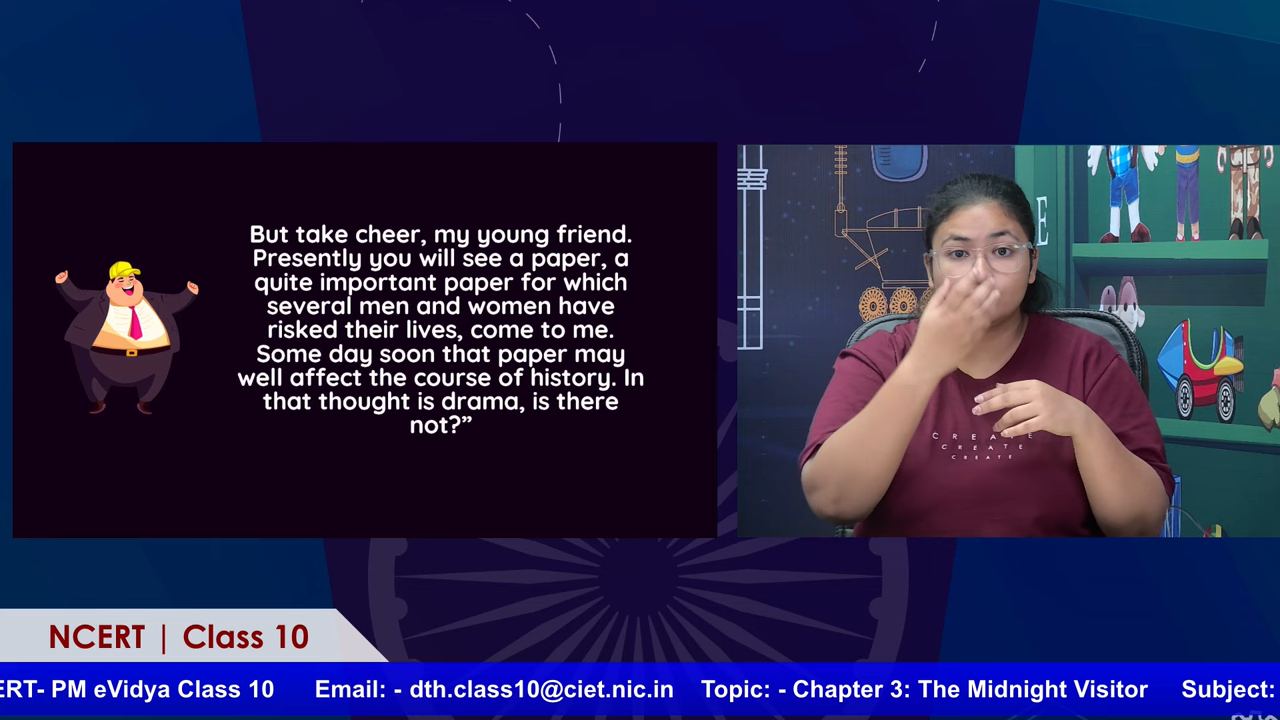 But take cheer, my young friend.
Presently you will see a paper, a
quite important paper for which
several men and women have
risked their lives, come to me.
Some day soon that paper may
well affect the course of history. In
that thought is drama, is there
not?”
E
CREATE
CREATE
CREATE
NCERT | Class 10
ERT- PM eVidya Class 10 Email: - dth.class10@ciet.nic.in Topic: - Chapter 3: The Midnight Visitor Subject: